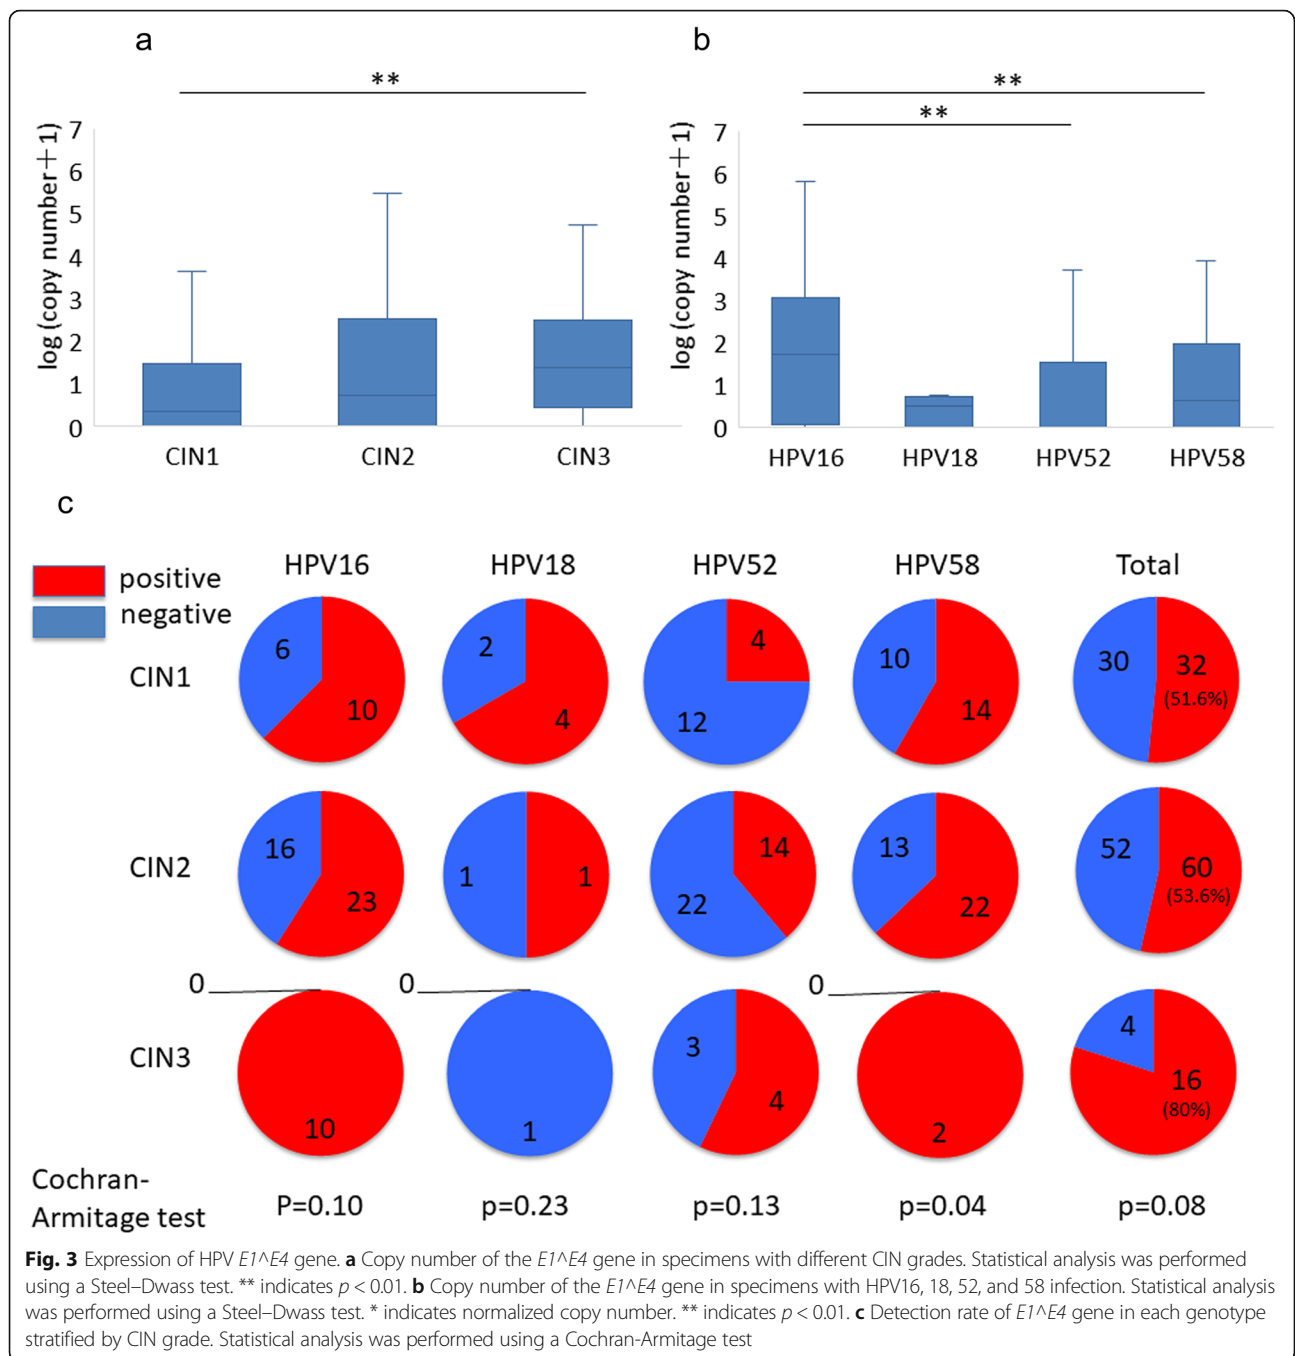 a
**
log (copy number+1)
7
6
5
4
3
2
1
0
CIN1 CIN2 CIN3
b
**
**
log (copy number+1)
7
6
5
4
3
2
1
0
HPV16 HPV18 HPV52 HPV58
c
positive
negative
HPV16 HPV18 HPV52 HPV58 Total
CIN1
6 10
2 4
12 4
10 14
30 32
(51.6%)
CIN2
16 23
1 1
22 14
13 22
52 60
(53.6%)
CIN3
0 10
0 1
3 4
0 2
4 16
(80%)
Cochran-
Armitage test
P=0.10 p=0.23 p=0.13 p=0.04 p=0.08
Fig. 3 Expression of HPV E1^E4 gene. a Copy number of the E1^E4 gene in specimens with different CIN grades. Statistical analysis was performed
using a Steel–Dwass test. ** indicates p < 0.01. b Copy number of the E1^E4 gene in specimens with HPV16, 18, 52, and 58 infection. Statistical analysis
was performed using a Steel–Dwass test. * indicates normalized copy number. ** indicates p < 0.01. c Detection rate of E1^E4 gene in each genotype
stratified by CIN grade. Statistical analysis was performed using a Cochran-Armitage test